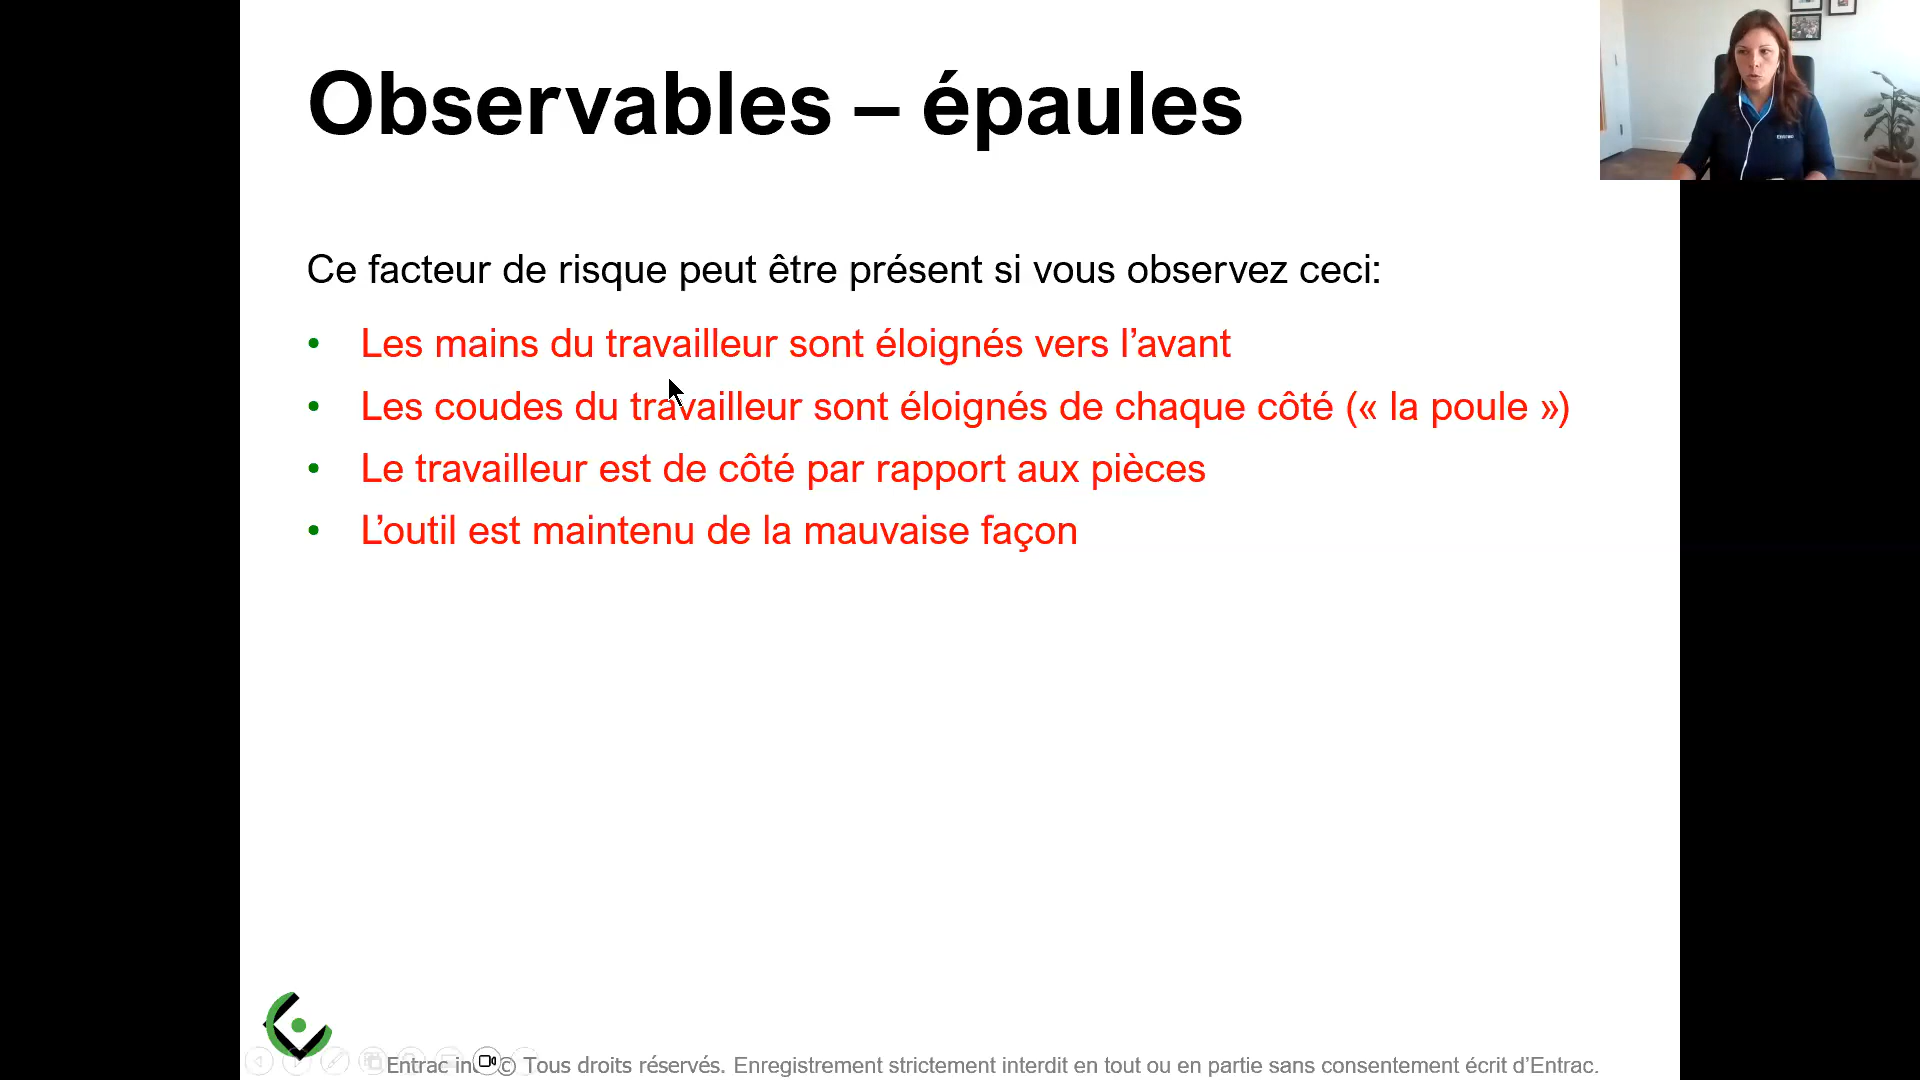 Observables – épaules
Ce facteur de risque peut être présent si vous observez ceci:
• Les mains du travailleur sont éloignés vers l’avant
• Les coudes du travailleur sont éloignés de chaque côté (« la poule »)
• Le travailleur est de côté par rapport aux pièces
• L’outil est maintenu de la mauvaise façon
Entrac in © Tous droits réservés. Enregistrement strictement interdit en tout ou en partie sans consentement écrit d’Entrac.